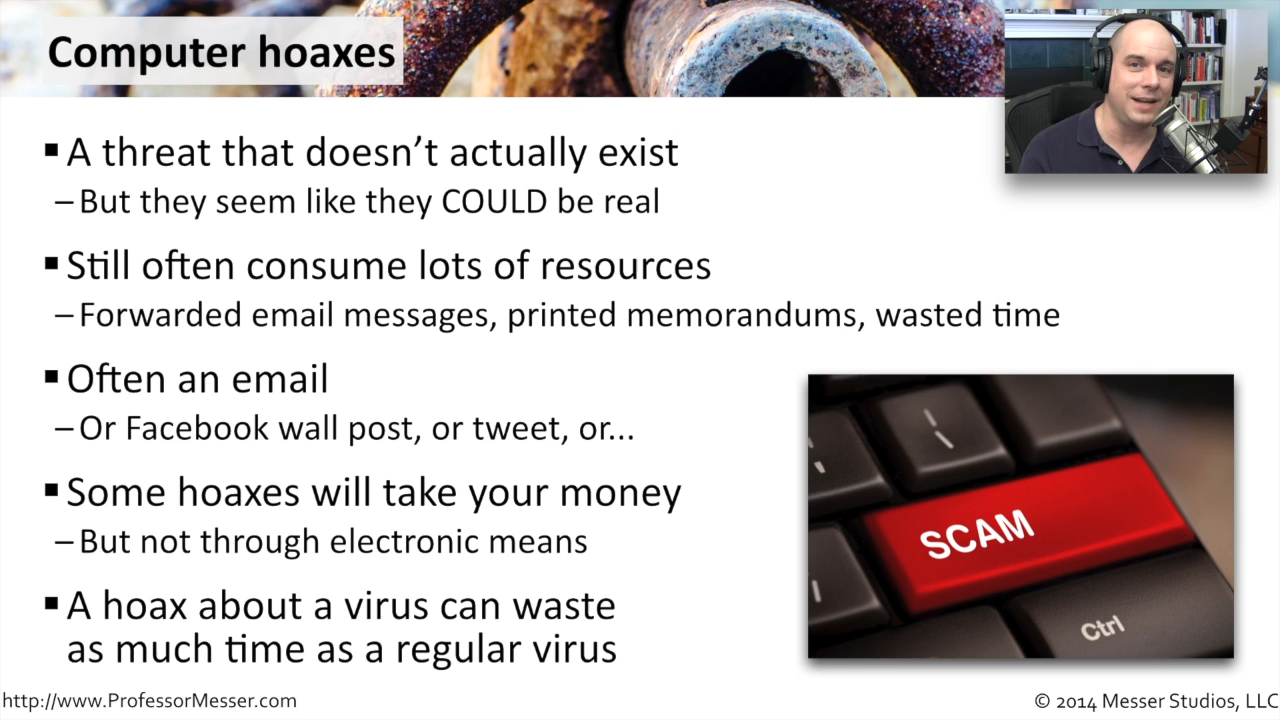 Computer hoaxes
▪ A threat that doesn't actually exist
– But they seem like they COULD be real
▪ Still often consume lots of resources
– Forwarded email messages, printed memorandums, wasted time
▪ Often an email
– Or Facebook wall post, or tweet, or...
▪ Some hoaxes will take your money
– But not through electronic means
▪ A hoax about a virus can waste
as much time as a regular virus
SCAM
Ctrl
http://www.ProfessorMesser.com
© 2014 Messer Studios, LLC